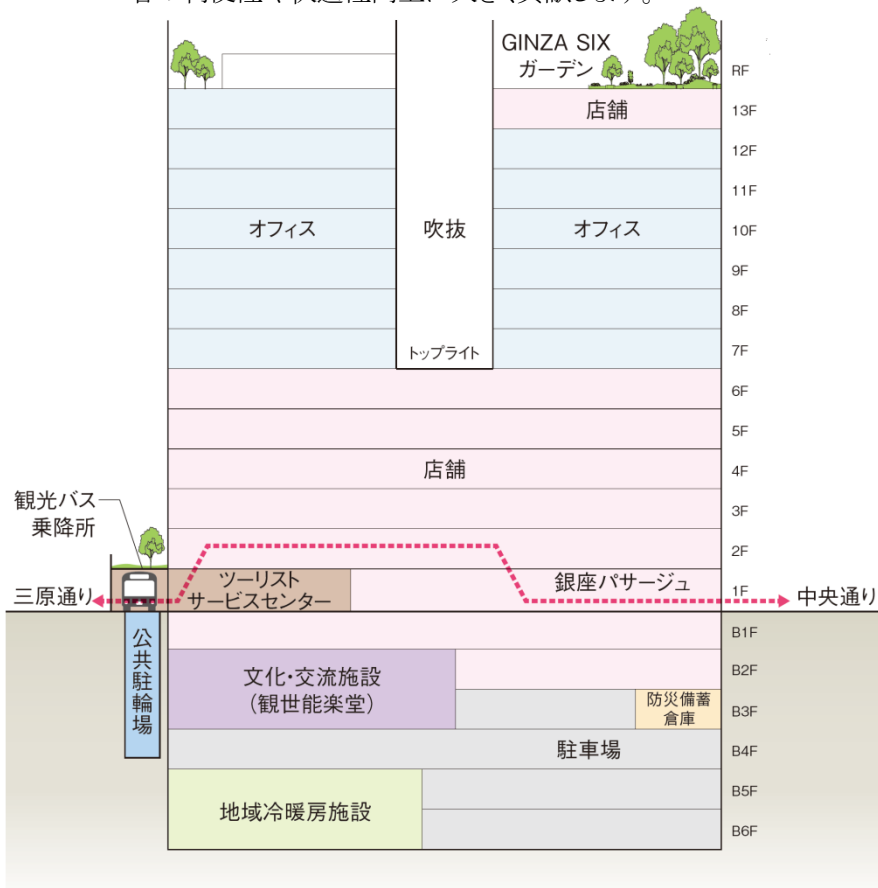 GINZA SIX
ガーデン
RF
店舗
13F
12F
11F
オフィス
吹抜
オフィス
10F
9F
8F
トップライト
7F
6F
5F
店舗
4F
3F
観光バス
乗降所
2F
ツーリスト
サービスセンター
銀座パサージュ
1F
三原通り
中央通り
公共駐輪場
B1F
文化・交流施設
(観世能楽堂)
B2F
防災備蓄
倉庫
B3F
駐車場
B4F
地域冷暖房施設
B5F
B6F